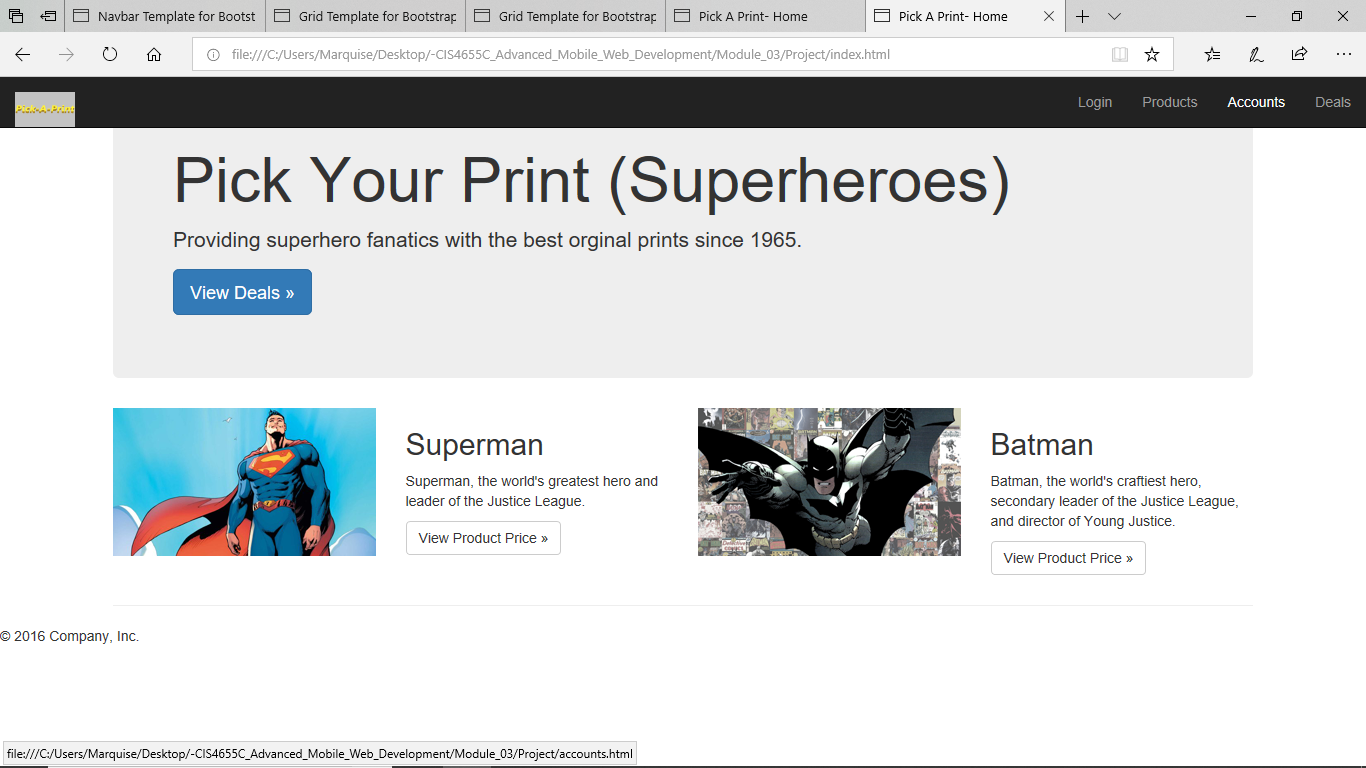 Navbar Template for Bootst
Grid Template for Bootstrap
Grid Template for Bootstrap
Pick A Print- Home
Pick A Print- Home
file:///C:/Users/Marquise/Desktop/-CIS4655C_Advanced_Mobile_Web_Development/Module_03/Project/index.html
Pick-A-Print
Login
Products
Accounts
Deals
Pick Your Print (Superheroes)
Providing superhero fanatics with the best orginal prints since 1965.
View Deals »
Superman
Superman, the world's greatest hero and
leader of the Justice League.
View Product Price »
Batman
Batman, the world's craftiest hero,
secondary leader of the Justice League,
and director of Young Justice.
View Product Price »
© 2016 Company, Inc.
file:///C:/Users/Marquise/Desktop/-CIS4655C_Advanced_Mobile_Web_Development/Module_03/Project/accounts.html